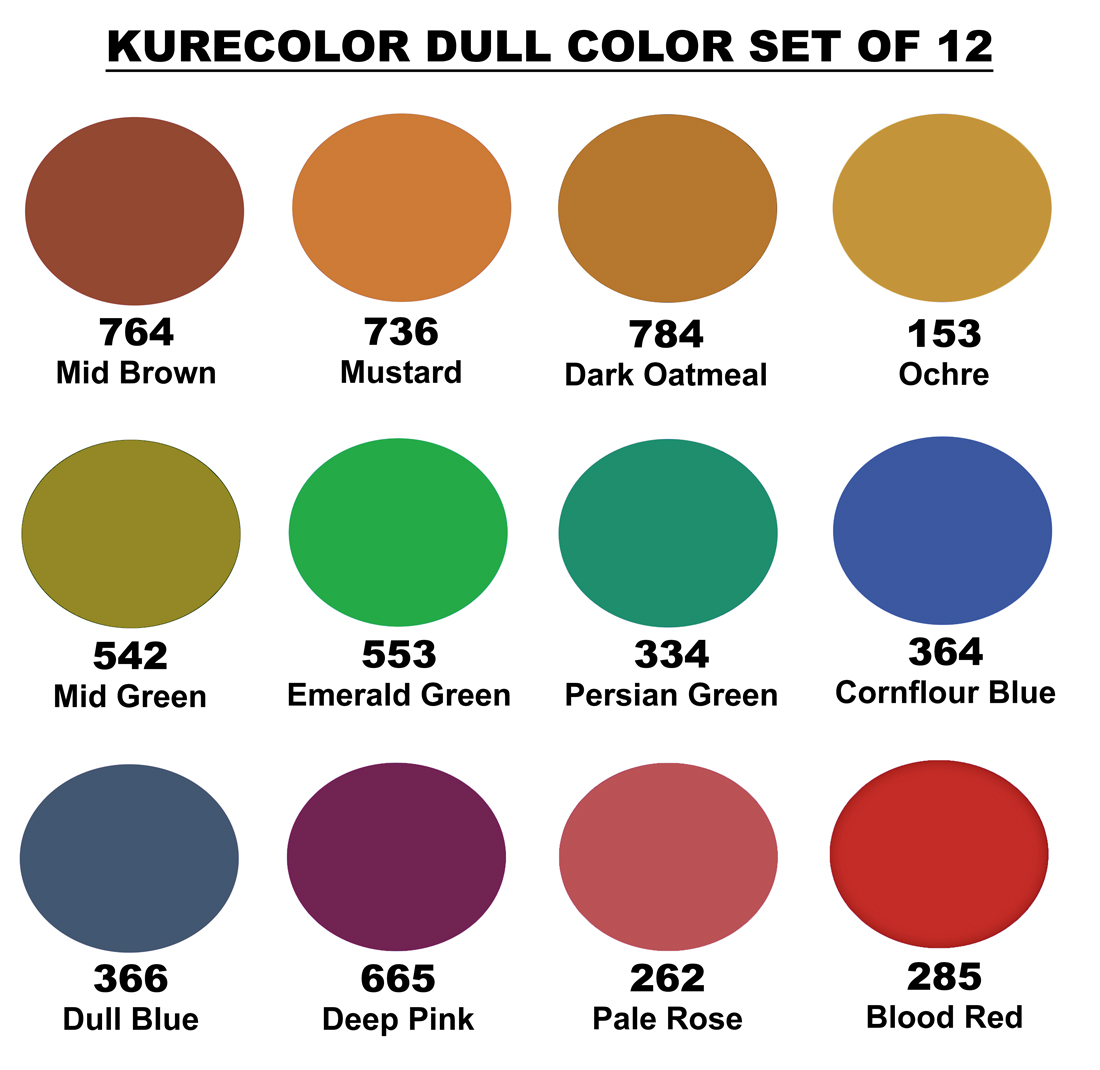 KURECOLOR DULL COLOR SET OF 12
764
Mid Brown
736
Mustard
784
Dark Oatmeal
153
Ochre
542
Mid Green
553
Emerald Green
334
Persian Green
364
Cornflour Blue
366
Dull Blue
665
Deep Pink
262
Pale Rose
285
Blood Red